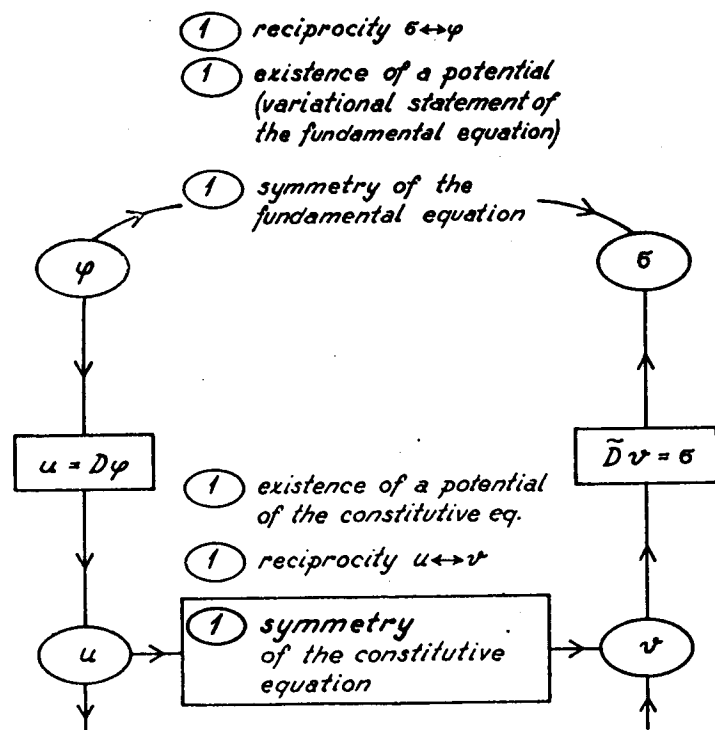 1 reciprocity σ↔φ
1 existence of a potential
(variational statement of
the fundamental equation)
1 symmetry of the
fundamental equation
φ
σ
u = Dφ
D̃v = σ
1 existence of a potential
of the constitutive eq.
1 reciprocity u↔v
1 symmetry
of the constitutive
equation
u
v